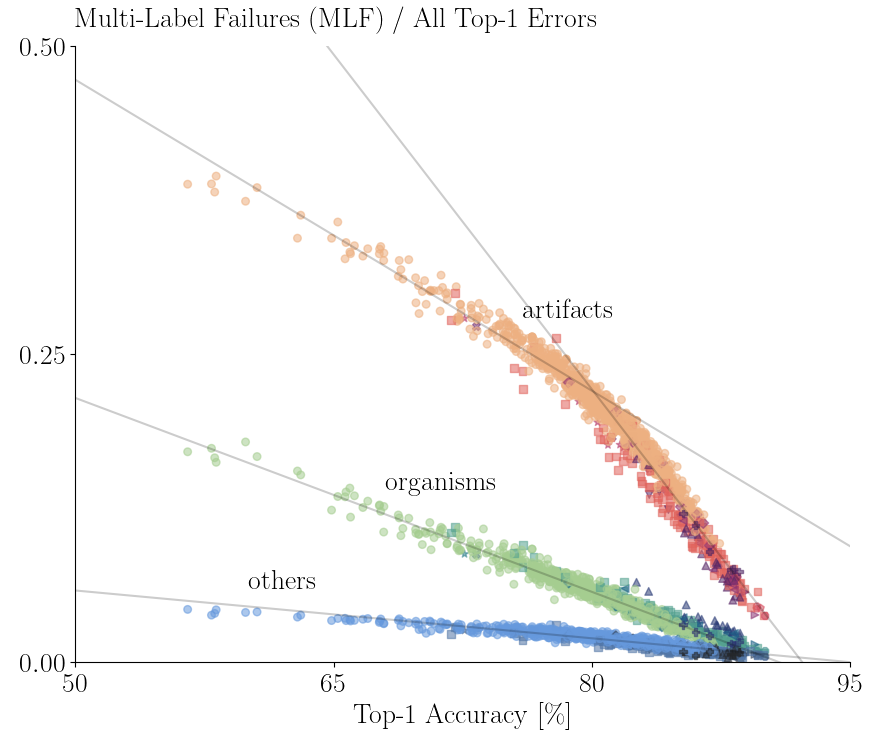 Multi-Label Failures (MLF) / All Top-1 Errors
0.50
artifacts
0.25
organisms
others
0.00
50 65 80 95
Top-1 Accuracy [%]